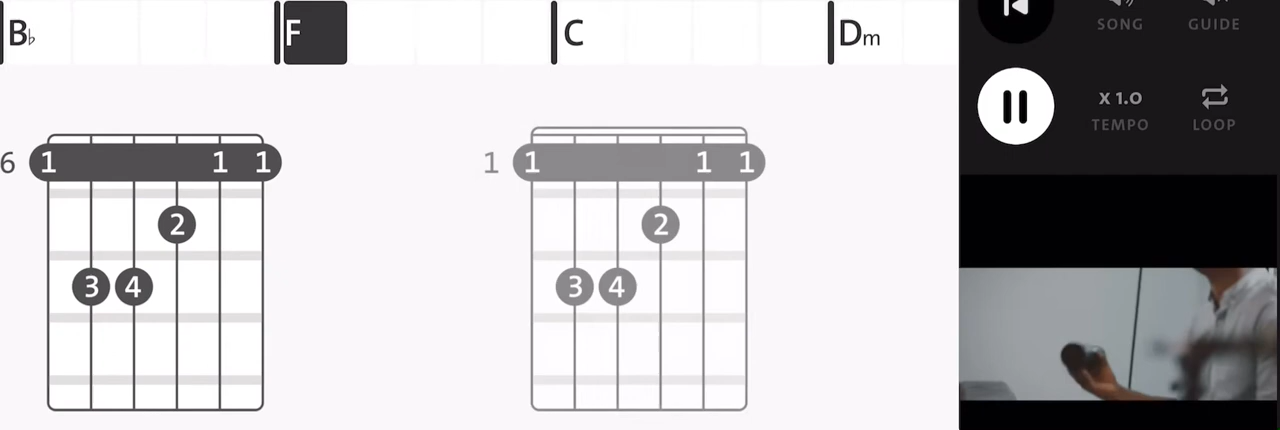 B♭ F C Dm
6 1 1 1
2
3 4
1 1 1 1
2
3 4
SONG GUIDE
X 1.0
TEMPO LOOP